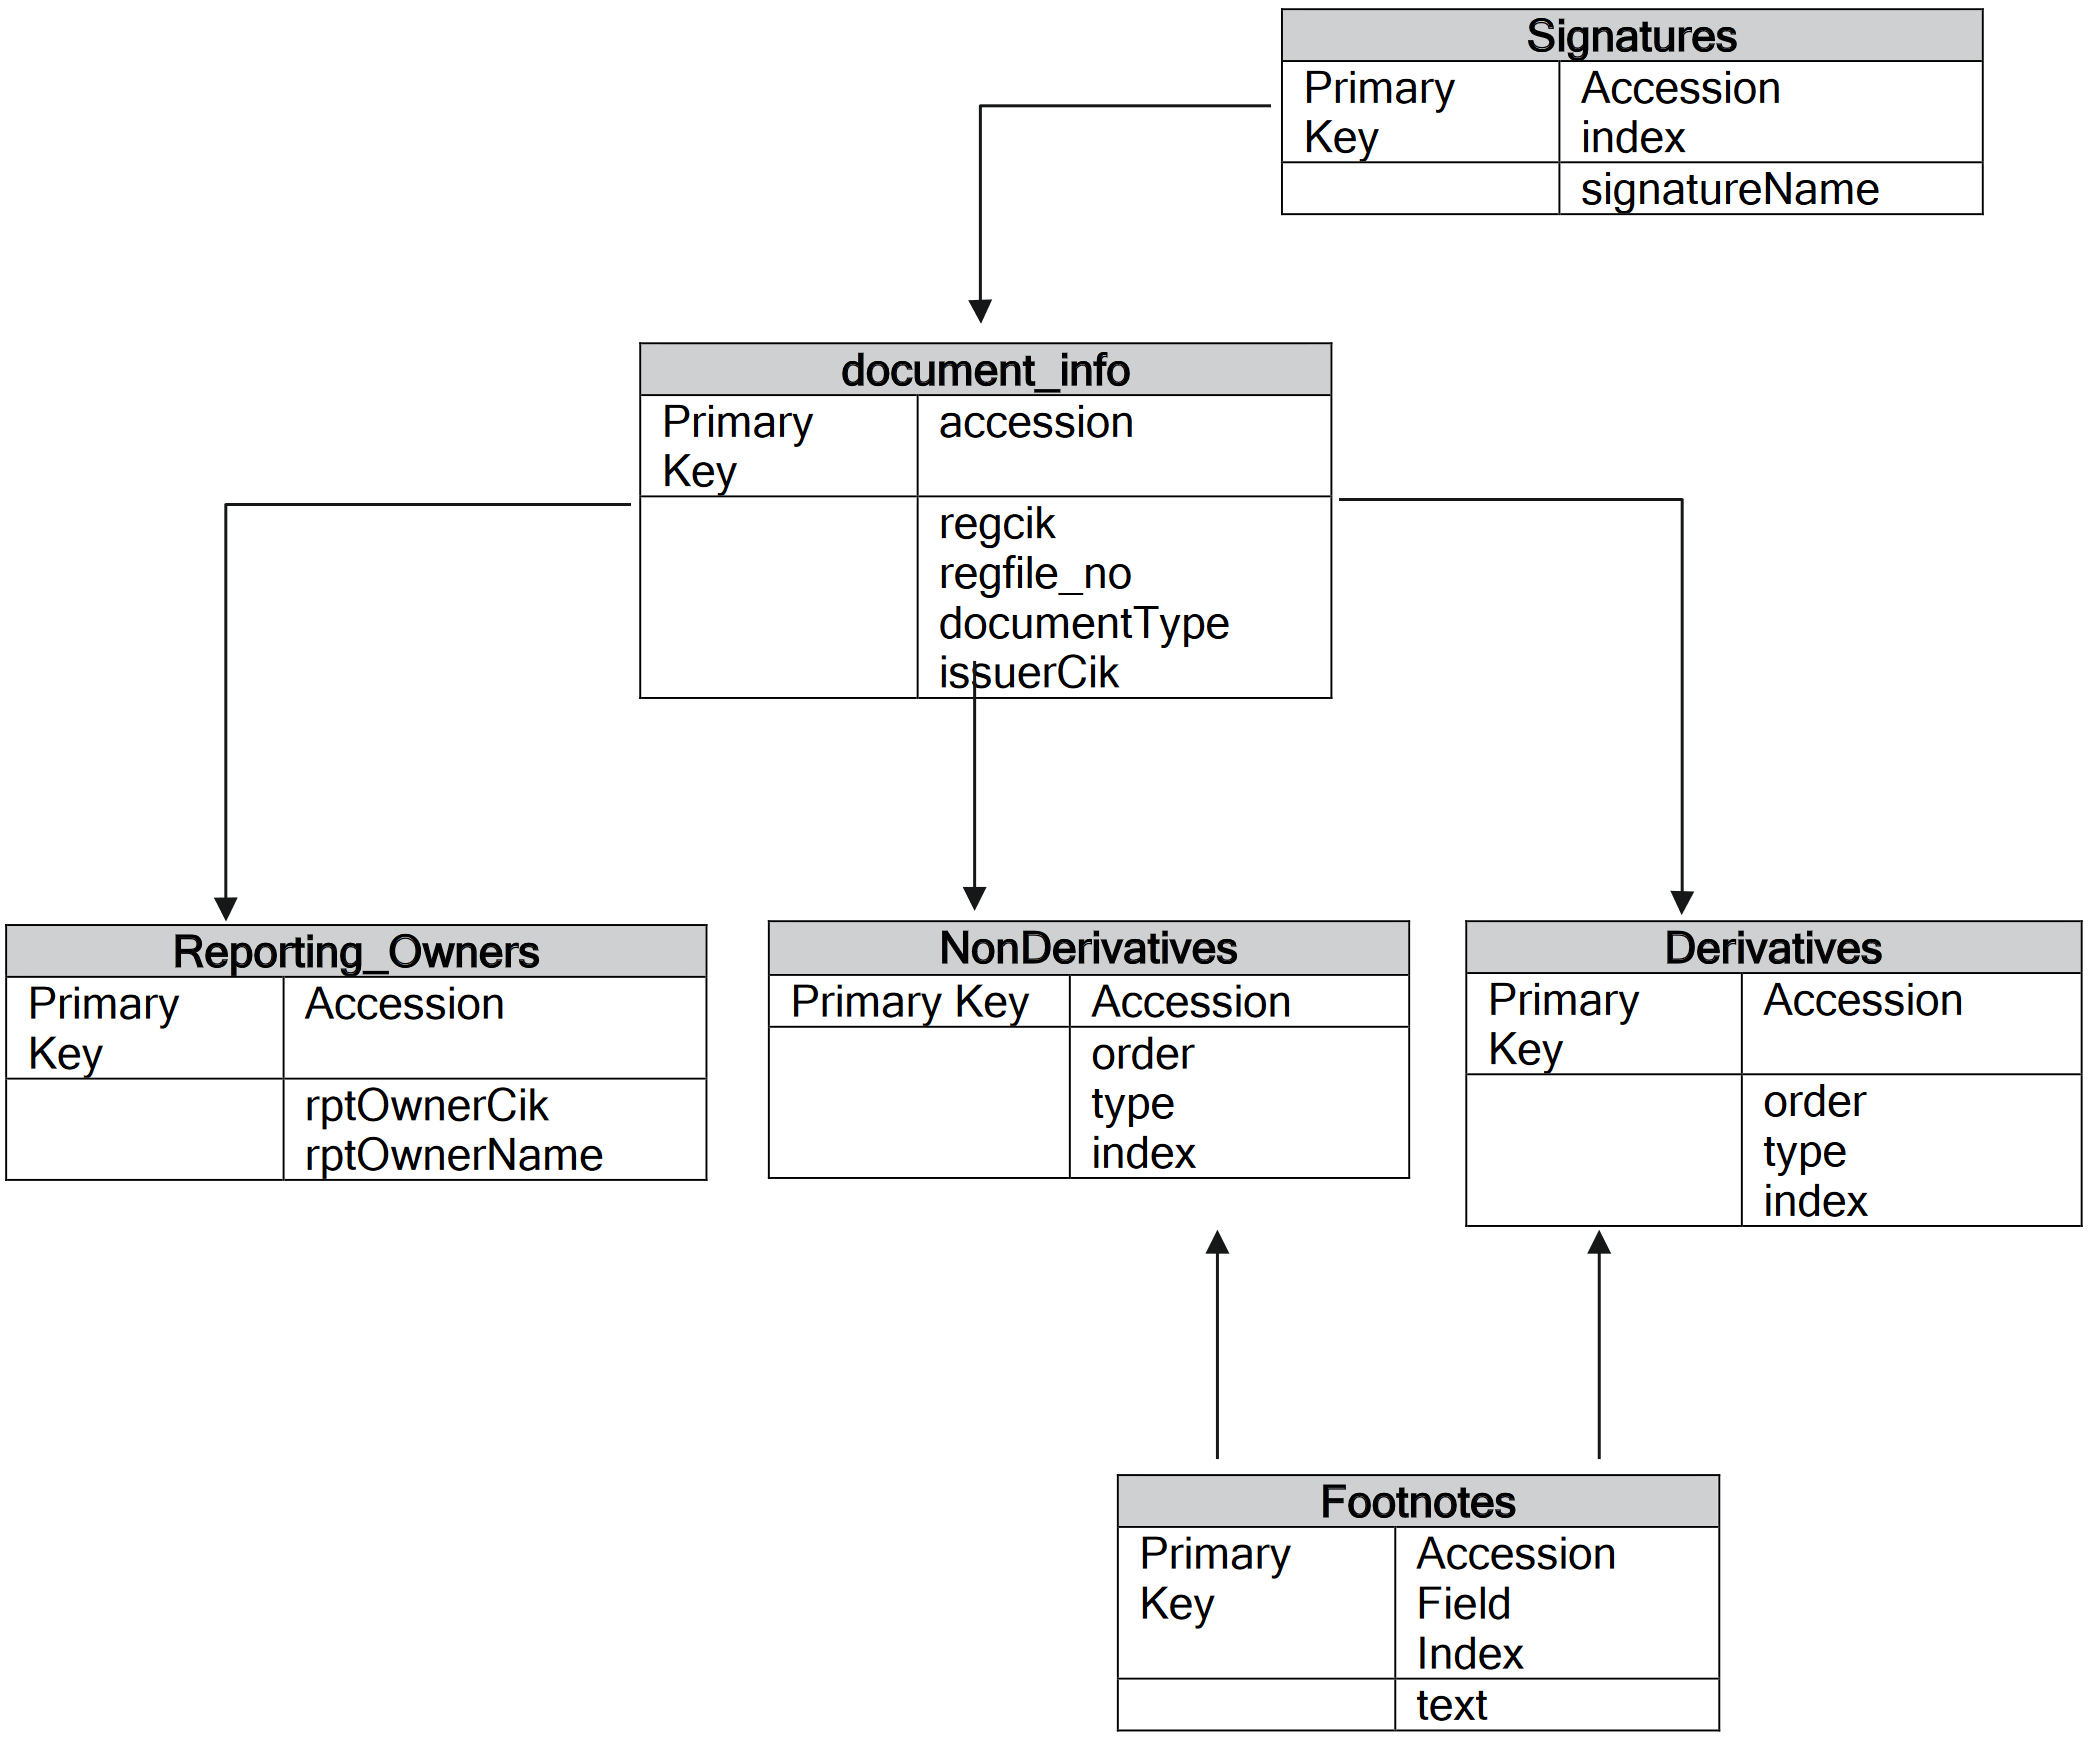 Signatures
Primary
Key
Accession
index
signatureName
document_info
Primary
Key
accession
regcik
regfile_no
documentType
issuerCik
Reporting_Owners
Primary
Key
Accession
rptOwnerCik
rptOwnerName
NonDerivatives
Primary Key
Accession
order
type
index
Derivatives
Primary
Key
Accession
order
type
index
Footnotes
Primary
Key
Accession
Field
Index
text